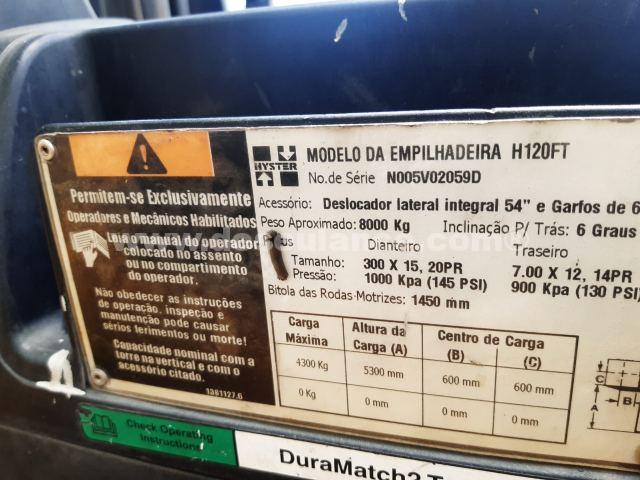 HYSTER
MODELO DA EMPILHADEIRA H120FT
No.de Série N005V02059D
Acessório: Deslocador lateral integral 54" e Garfos de 6
Peso Aproximado: 8000 Kg Inclinação P/ Trás: 6 Graus
Dianteiro Traseiro
Tamanho: 300 X 15, 20PR 7.00 X 12, 14PR
Pressão: 1000 Kpa (145 PSI) 900 Kpa (130 PSI)
Bitola das Rodas Motrizes: 1450 mm
Carga Máxima Altura da Carga (A) Centro de Carga (B) (C)
4300 Kg 5300 mm 600 mm 600 mm
0 Kg 0 mm 0 mm 0 mm
C
B
A
Permitem-se Exclusivamente
Operadores e Mecânicos Habilitados
Leia o manual do operador
colocado no assento
ou no compartimento
do operador.
Não obedecer as instruções
de operação, inspeção e
manutenção pode causar
sérios ferimentos ou morte!
Capacidade nominal com a
torre na vertical e com o
acessório citado.
1381127.6
Check Operating
Instructions
DuraMatch2